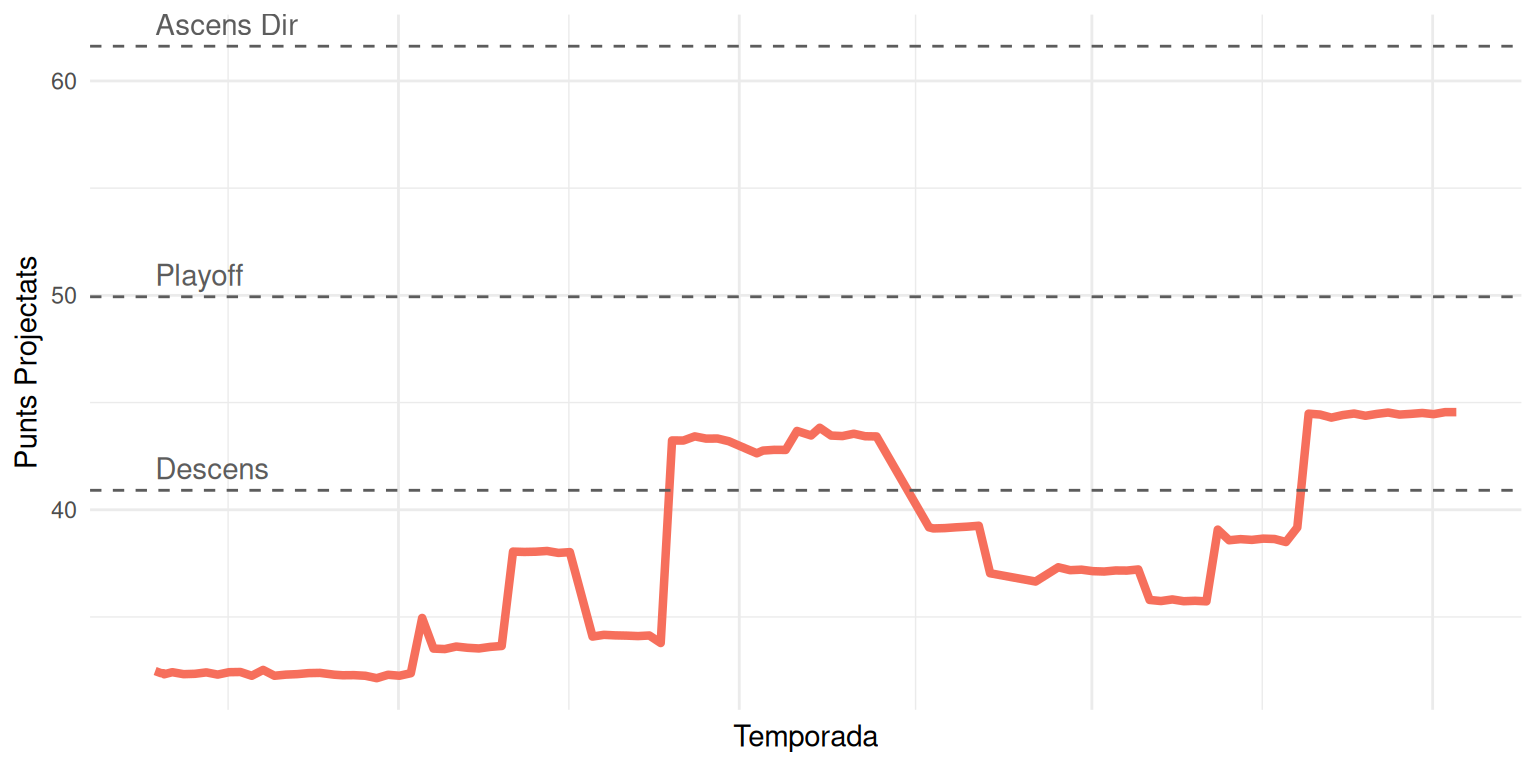 Ascens Dir
60
Playoff
50
Punts Projectats
Descens
40
Temporada